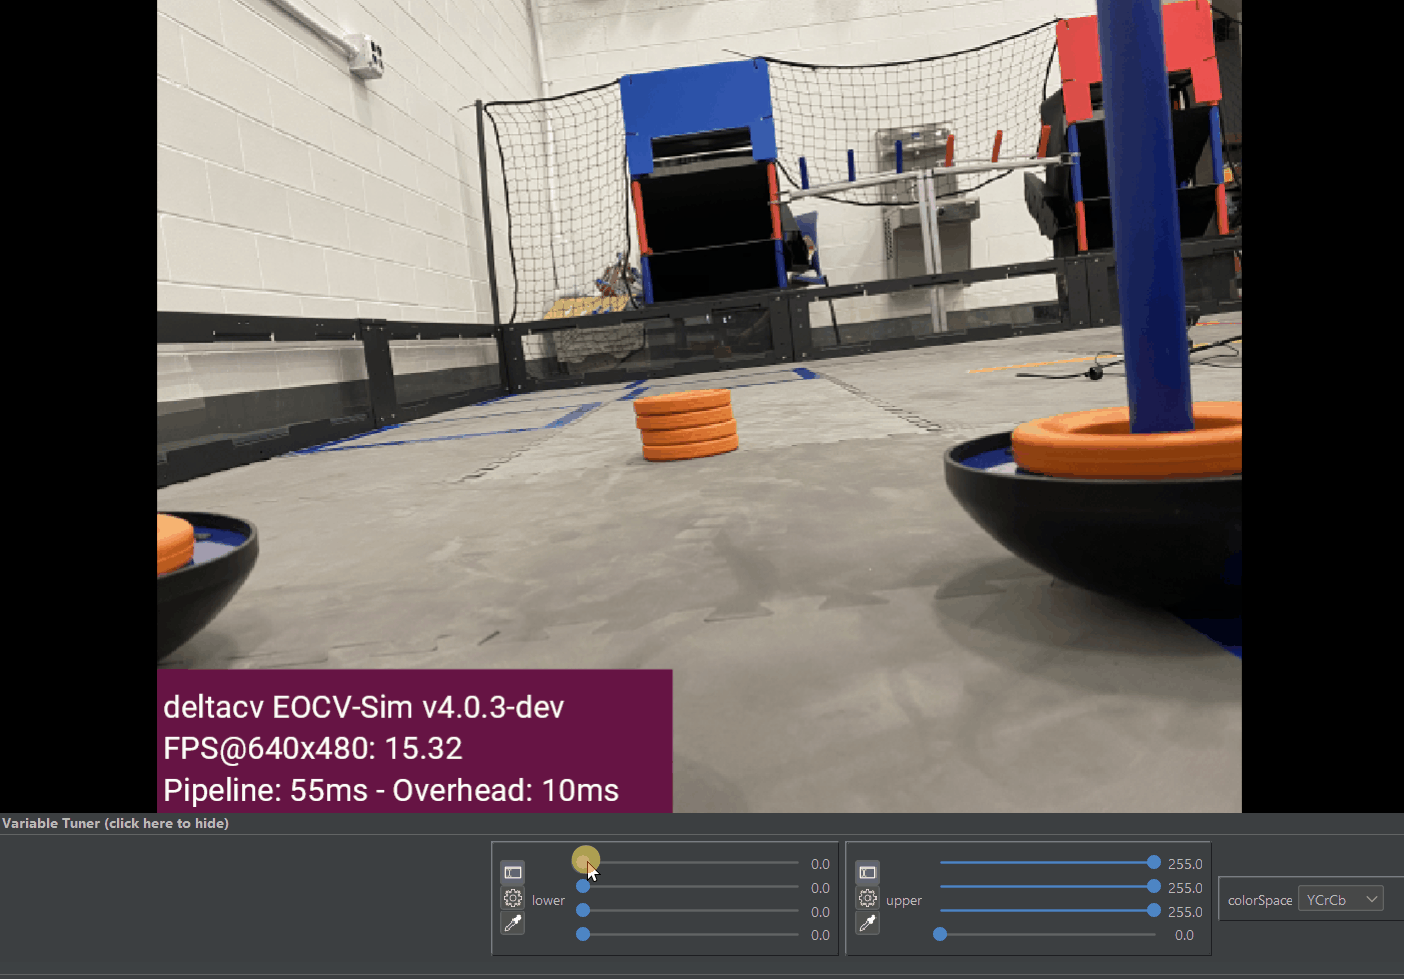 deltacv EOCV-Sim v4.0.3-dev
FPS@640x480: 15.32
Pipeline: 55ms - Overhead: 10ms
Variable Tuner (click here to hide)
lower
0.0
0.0
0.0
0.0
upper
255.0
255.0
255.0
0.0
colorSpace YCrCb